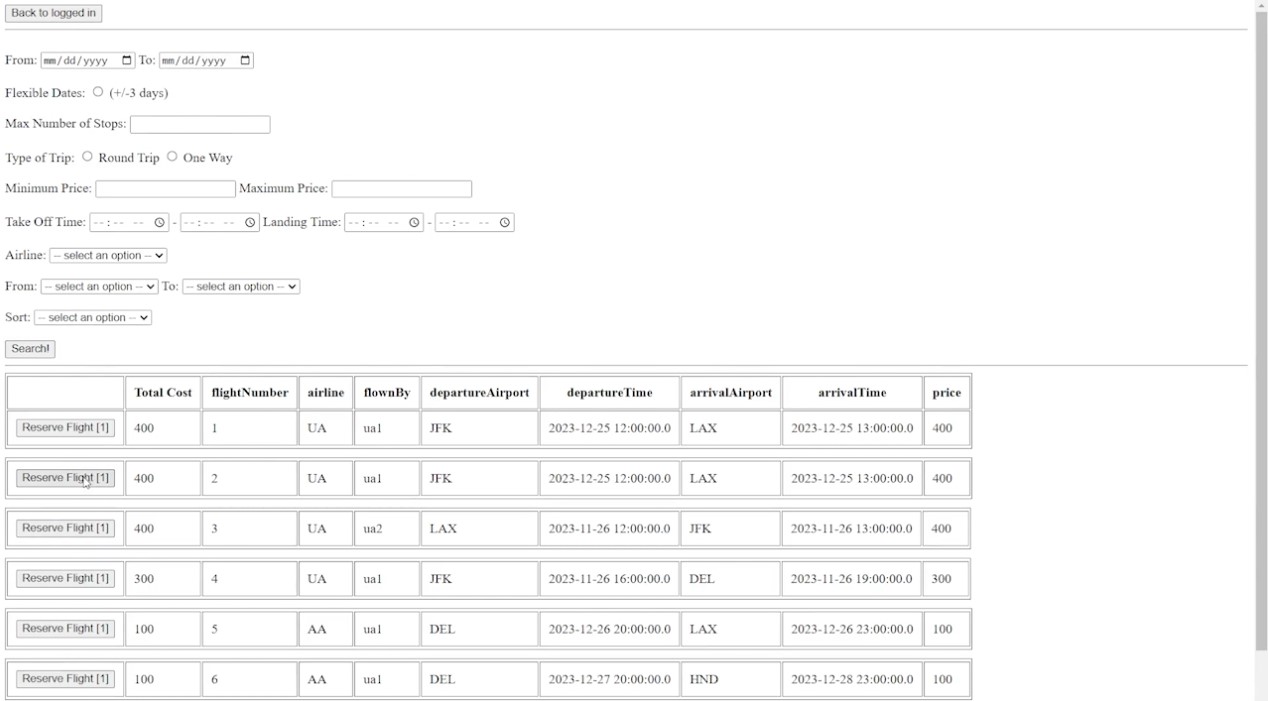 Back to logged in
From: mm/dd/yyyy To: mm/dd/yyyy
Flexible Dates: (+/-3 days)
Max Number of Stops:
Type of Trip: Round Trip One Way
Minimum Price: Maximum Price:
Take Off Time: --:-- -- - --:-- -- Landing Time: --:-- -- - --:-- --
Airline: -- select an option --
From: -- select an option -- To: -- select an option --
Sort: -- select an option --
Search!
Total Cost flightNumber airline flownBy departureAirport departureTime arrivalAirport arrivalTime price
Reserve Flight [1] 400 1 UA ua1 JFK 2023-12-25 12:00:00.0 LAX 2023-12-25 13:00:00.0 400
Reserve Flight [1] 400 2 UA ua1 JFK 2023-12-25 12:00:00.0 LAX 2023-12-25 13:00:00.0 400
Reserve Flight [1] 400 3 UA ua2 LAX 2023-11-26 12:00:00.0 JFK 2023-11-26 13:00:00.0 400
Reserve Flight [1] 300 4 UA ua1 JFK 2023-11-26 16:00:00.0 DEL 2023-11-26 19:00:00.0 300
Reserve Flight [1] 100 5 AA ua1 DEL 2023-12-26 20:00:00.0 LAX 2023-12-26 23:00:00.0 100
Reserve Flight [1] 100 6 AA ua1 DEL 2023-12-27 20:00:00.0 HND 2023-12-28 23:00:00.0 100